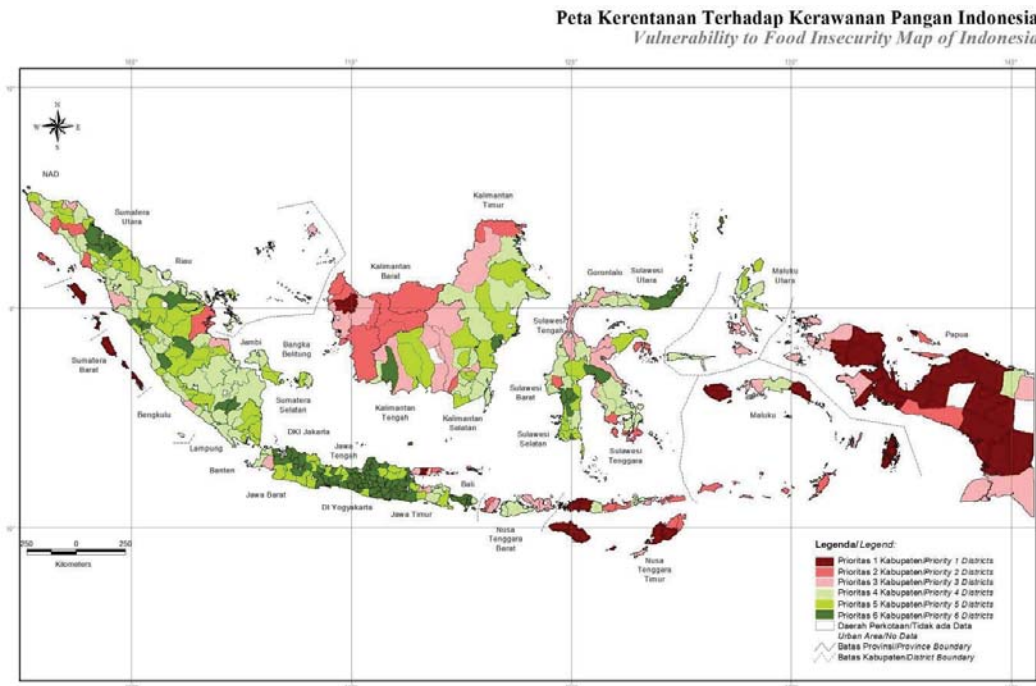 Peta Kerentanan Terhadap Kerawanan Pangan Indonesia
Vulnerability to Food Insecurity Map of Indonesia
N
W
E
S
NAD
Sumatera
Utara
Riau
Jambi
Bangka
Belitung
Sumatera
Barat
Sumatera
Selatan
Bengkulu
Lampung
Banten
DKI Jakarta
Jawa
Tengah
Jawa Barat
DI Yogyakarta
Jawa Timur
Bali
Nusa
Tenggara
Barat
Nusa
Tenggara
Timur
Kalimantan
Barat
Kalimantan
Timur
Kalimantan
Tengah
Kalimantan
Selatan
Gorontalo
Sulawesi
Utara
Sulawesi
Tengah
Sulawesi
Barat
Sulawesi
Selatan
Sulawesi
Tenggara
Maluku
Utara
Maluku
Papua
250
0
250
Kilometers
Legenda/Legend:
Prioritas 1 Kabupaten/Priority 1 Districts
Prioritas 2 Kabupaten/Priority 2 Districts
Prioritas 3 Kabupaten/Priority 3 Districts
Prioritas 4 Kabupaten/Priority 4 Districts
Prioritas 5 Kabupaten/Priority 5 Districts
Prioritas 6 Kabupaten/Priority 6 Districts
Daerah Perkotaan/Tidak ada Data
Urban Area/No Data
Batas Provinsi/Province Boundary
Batas Kabupaten/District Boundary